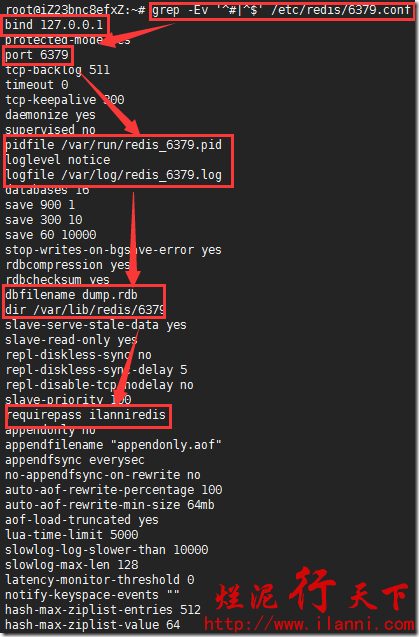 root@iZ23bnc8efxZ:~# grep -Ev '^#|^$' /etc/redis/6379.conf
bind 127.0.0.1
protected-mode yes
port 6379
tcp-backlog 511
timeout 0
tcp-keepalive 300
daemonize yes
supervised no
pidfile /var/run/redis_6379.pid
loglevel notice
logfile /var/log/redis_6379.log
databases 16
save 900 1
save 300 10
save 60 10000
stop-writes-on-bgsave-error yes
rdbcompression yes
rdbchecksum yes
dbfilename dump.rdb
dir /var/lib/redis/6379
slave-serve-stale-data yes
slave-read-only yes
repl-diskless-sync no
repl-diskless-sync-delay 5
repl-disable-tcp-nodelay no
slave-priority 100
requirepass ilanniredis
appendonly no
appendfilename "appendonly.aof"
appendfsync everysec
no-appendfsync-on-rewrite no
auto-aof-rewrite-percentage 100
auto-aof-rewrite-min-size 64mb
aof-load-truncated yes
lua-time-limit 5000
slowlog-log-slower-than 10000
slowlog-max-len 128
latency-monitor-threshold 0
notify-keyspace-events ""
hash-max-ziplist-entries 512
hash-max-ziplist-value 64
烂泥行天下
http://www.ilanni.com